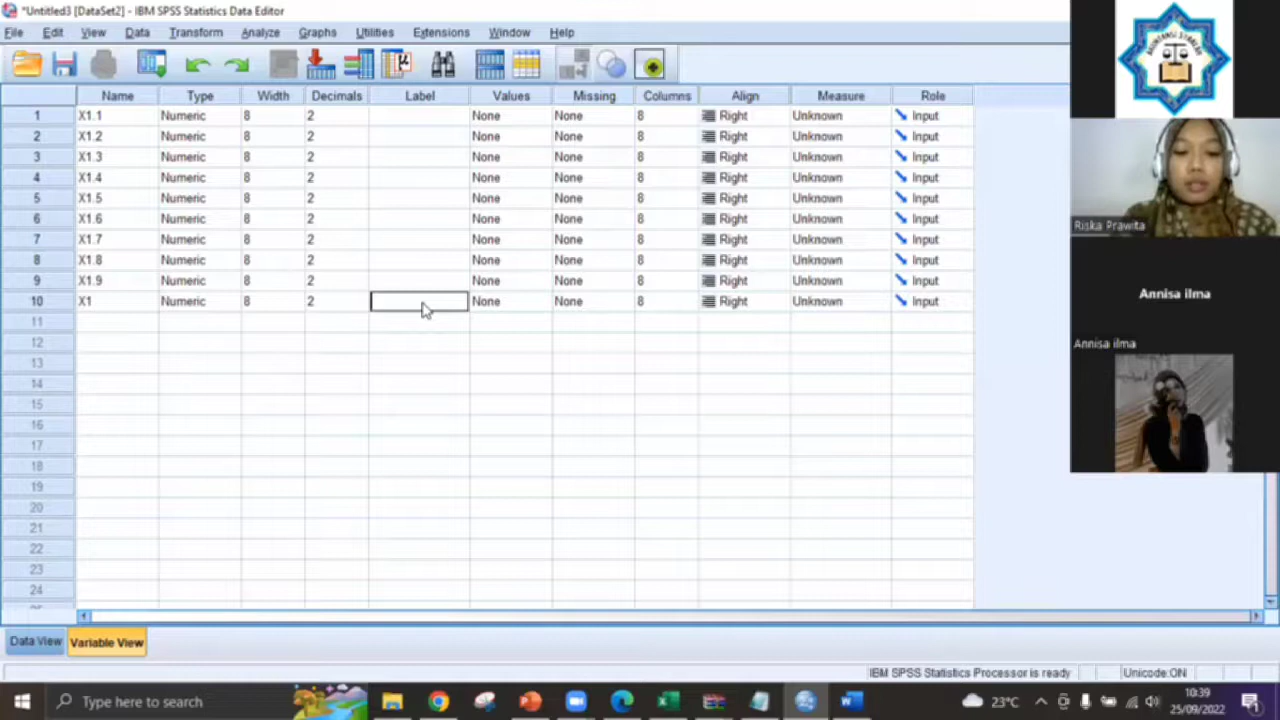 *Untitled3 [DataSet2] - IBM SPSS Statistics Data Editor
File Edit View Data Transform Analyze Graphs Utilities Extensions Window Help
Name Type Width Decimals Label Values Missing Columns Align Measure Role
1 X1.1 Numeric 8 2 None None 8 Right Unknown Input
2 X1.2 Numeric 8 2 None None 8 Right Unknown Input
3 X1.3 Numeric 8 2 None None 8 Right Unknown Input
4 X1.4 Numeric 8 2 None None 8 Right Unknown Input
5 X1.5 Numeric 8 2 None None 8 Right Unknown Input
6 X1.6 Numeric 8 2 None None 8 Right Unknown Input
7 X1.7 Numeric 8 2 None None 8 Right Unknown Input
8 X1.8 Numeric 8 2 None None 8 Right Unknown Input
9 X1.9 Numeric 8 2 None None 8 Right Unknown Input
10 X1 Numeric 8 2 None None 8 Right Unknown Input
11
12
13
14
15
16
17
18
19
20
21
22
23
24
Data View Variable View
IBM SPSS Statistics Processor is ready Unicode:ON
Type here to search
23°C
10:39
25/09/2022
AKUNTANSI SYARIAH
Riska Prawita
Annisa ilma
Annisa ilma